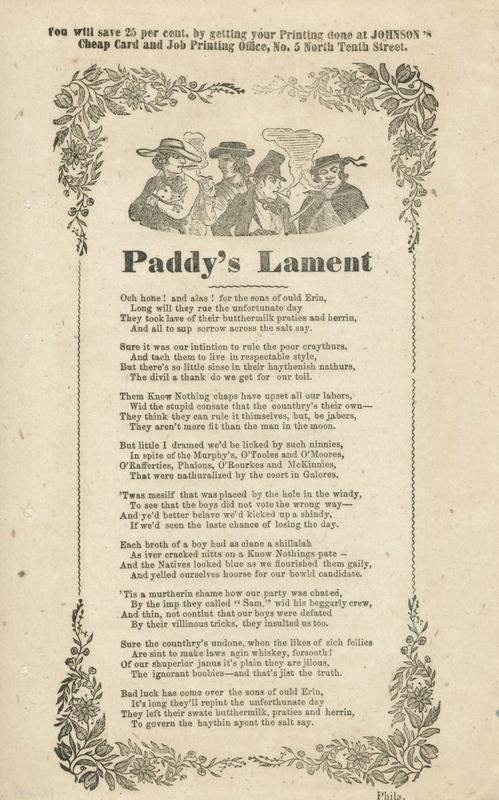 You will save 25 per cent. by getting your Printing done at JOHNSON'S
Cheap Card and Job Printing Office, No. 5 North Tenth Street.
Paddy's Lament
Och hone! and alas! for the sons of ould Erin,
Long will they rue the unfortunate day
They took lave of their butthermilk praties and herrin,
And all to sup sorrow across the salt say.
Sure it was our intintion to rule the poor craythurs,
And tach them to live in respectable style,
But there's so little sinse in their haythenish nathurs,
The divil a thank do we get for our toil.
Them Know Nothing chaps have upset all our labors,
Wid the stupid consate that the counthry's their own—
They think they can rule it thimselves, but, be jabers,
They aren't more fit than the man in the moon.
But little I dramed we'd be licked by such ninnies,
In spite of the Murphy's, O'Tooles and O'Moores,
O'Rafferties, Phalons, O'Rourkes and McKinnies,
That were nathuralized by the coort in Galores.
'Twas mesilf that was placed by the hole in the windy,
To see that the boys did not vote the wrong way—
And ye'd better belave we'd kicked up a shindy,
If we'd seen the laste chance of losing the day.
Each broth of a boy had as clane a shillalah
As iver cracked nitts on a Know Nothings pate –
And the Natives looked blue as we flourished them gaily,
And yelled ourselves hoorse for our bowld candidate.
'Tis a murtherin shame how our party was chated,
By the imp they called "Sam," wid his beggarly crew,
And thin, not contint that our boys were defated
By their villinous tricks, they insulted us too.
Sure the counthry's undone, when the likes of sich fellies
Are sint to make laws agin whiskey, forsooth!
Of our shuperior janus it's plain they are jilous,
The ignorant boobies—and that's jist the truth.
Bad luck has come over the sons of ould Erin,
It's long they'll repint the unforthunate day
They left their swate butthermilk, praties and herrin,
To govern the haythin ayont the salt say.
Phila.